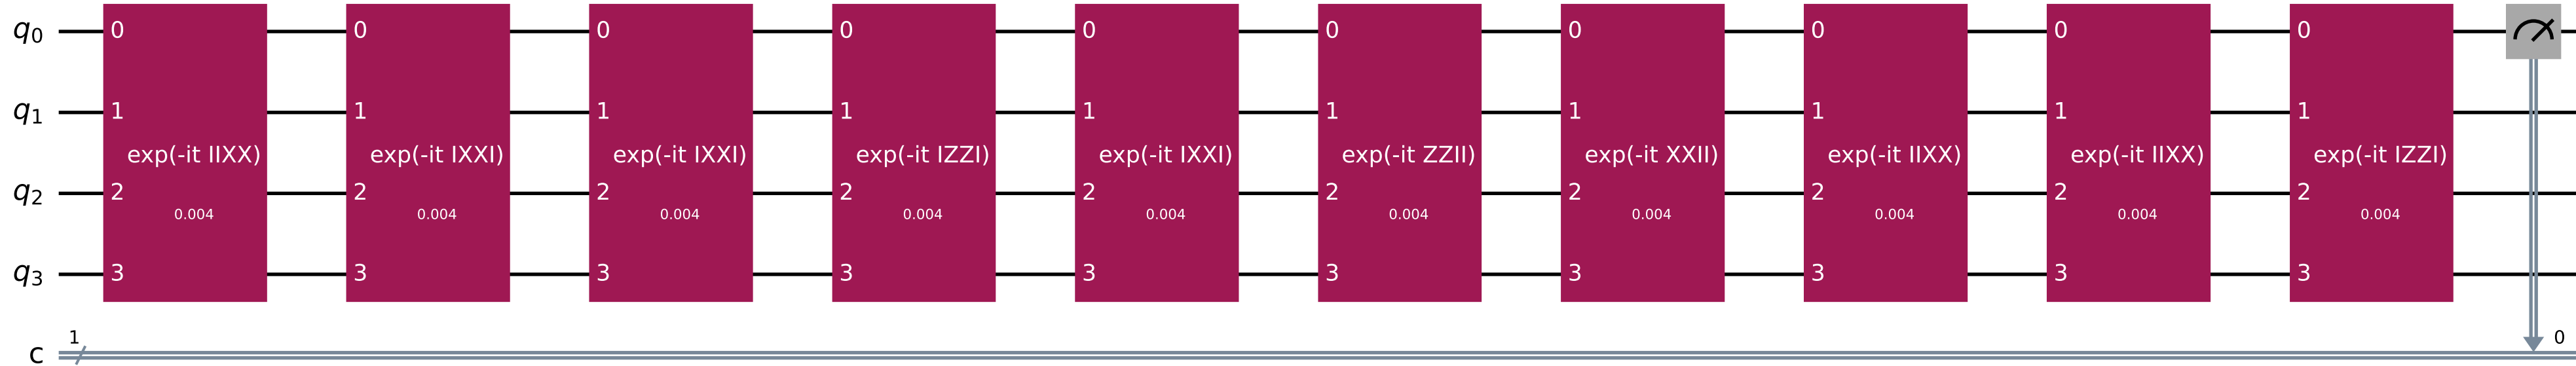 q0 0 0 0 0 0 0 0 0 0 0
q1 1 1 1 1 1 1 1 1 1 1
exp(-it IIXX) exp(-it IXXI) exp(-it IXXI) exp(-it IZZI) exp(-it IXXI) exp(-it ZZII) exp(-it XXII) exp(-it IIXX) exp(-it IIXX) exp(-it IZZI)
q2 2 2 2 2 2 2 2 2 2 2
0.004 0.004 0.004 0.004 0.004 0.004 0.004 0.004 0.004 0.004
q3 3 3 3 3 3 3 3 3 3 3
1 0
c